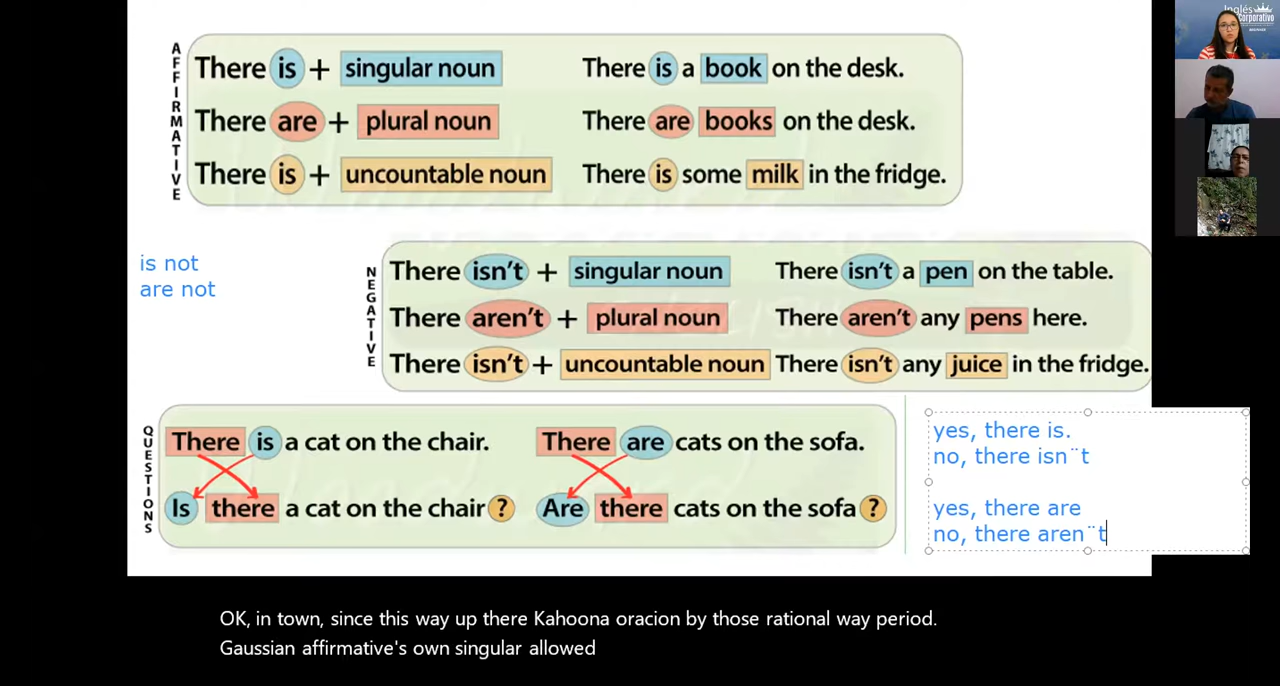 Inglés
Corporativo
AFFIRMATIVE
There is + singular noun
There is a book on the desk.
There are + plural noun
There are books on the desk.
There is + uncountable noun
There is some milk in the fridge.
is not
are not
NEGATIVE
There isn't + singular noun
There isn't a pen on the table.
There aren't + plural noun
There aren't any pens here.
There isn't + uncountable noun
There isn't any juice in the fridge.
QUESTIONS
There is a cat on the chair.
There are cats on the sofa.
Is there a cat on the chair ?
Are there cats on the sofa ?
yes, there is.
no, there isn¨t
yes, there are
no, there aren¨t
OK, in town, since this way up there Kahoona oracion by those rational way period.
Gaussian affirmative's own singular allowed